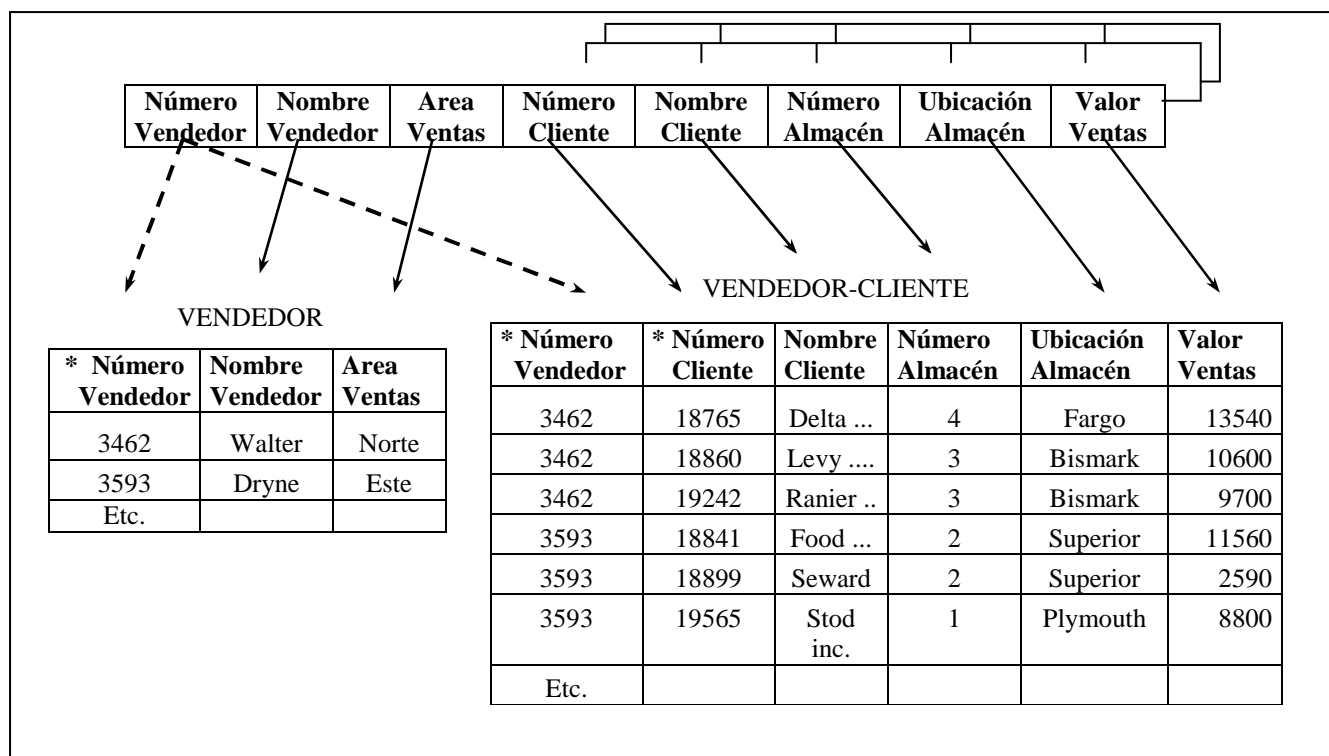 Número Vendedor Nombre Vendedor Area Ventas Número Cliente Nombre Cliente Número Almacén Ubicación Almacén Valor Ventas
VENDEDOR-CLIENTE
VENDEDOR
* Número Vendedor Nombre Vendedor Area Ventas
3462 Walter Norte
3593 Dryne Este
Etc.
* Número Vendedor * Número Cliente Nombre Cliente Número Almacén Ubicación Almacén Valor Ventas
3462 18765 Delta ... 4 Fargo 13540
3462 18860 Levy .... 3 Bismark 10600
3462 19242 Ranier .. 3 Bismark 9700
3593 18841 Food ... 2 Superior 11560
3593 18899 Seward 2 Superior 2590
3593 19565 Stod inc. 1 Plymouth 8800
Etc.